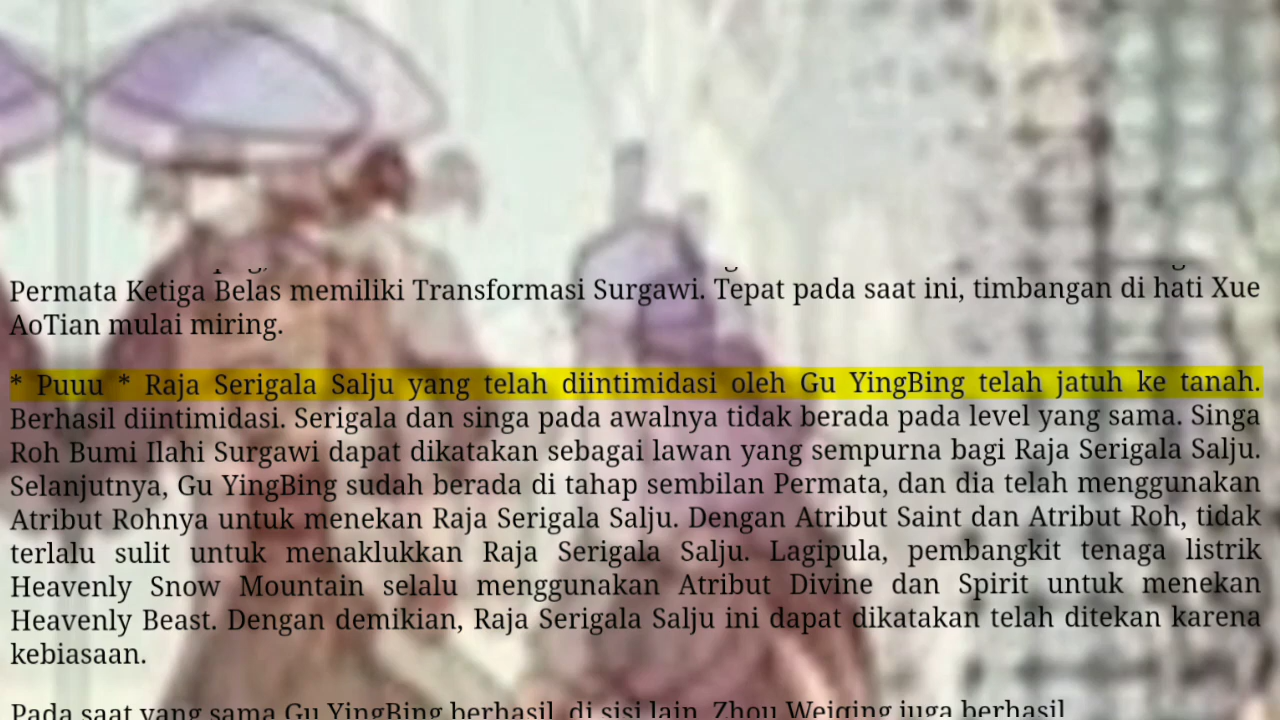 Permata Ketiga Belas memiliki Transformasi Surgawi. Tepat pada saat ini, timbangan di hati Xue
AoTian mulai miring.
* Puuu * Raja Serigala Salju yang telah diintimidasi oleh Gu YingBing telah jatuh ke tanah.
Berhasil diintimidasi. Serigala dan singa pada awalnya tidak berada pada level yang sama. Singa
Roh Bumi Ilahi Surgawi dapat dikatakan sebagai lawan yang sempurna bagi Raja Serigala Salju.
Selanjutnya, Gu YingBing sudah berada di tahap sembilan Permata, dan dia telah menggunakan
Atribut Rohnya untuk menekan Raja Serigala Salju. Dengan Atribut Saint dan Atribut Roh, tidak
terlalu sulit untuk menaklukkan Raja Serigala Salju. Lagipula, pembangkit tenaga listrik
Heavenly Snow Mountain selalu menggunakan Atribut Divine dan Spirit untuk menekan
Heavenly Beast. Dengan demikian, Raja Serigala Salju ini dapat dikatakan telah ditekan karena
kebiasaan.
Pada saat yang sama Gu YingBing berhasil, di sisi lain, Zhou Weiqing juga berhasil